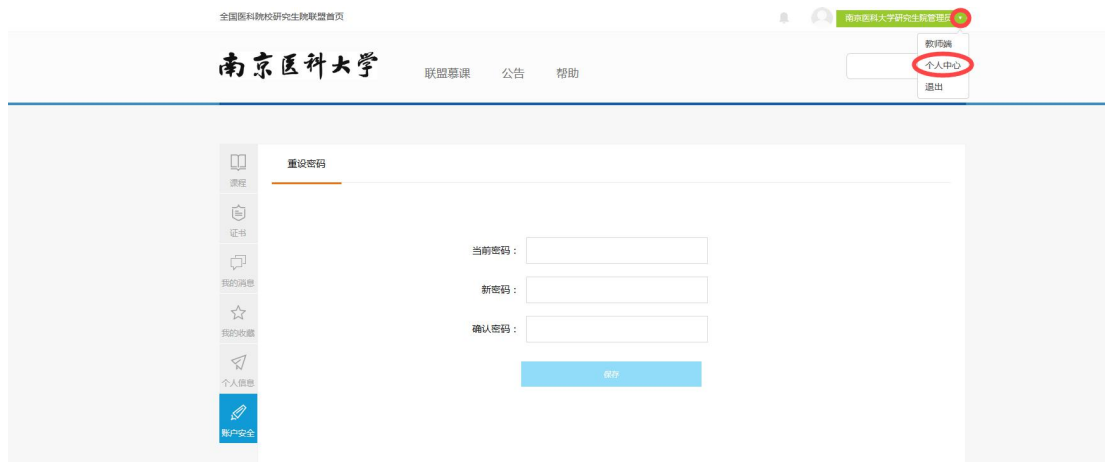 全国医科院校研究生院联盟首页
南京医科大学研究生院管理员
教师端
个人中心
退出
南京医科大学
联盟慕课
公告
帮助
课程
证书
我的消息
我的收藏
个人信息
账户安全
重设密码
当前密码：
新密码：
确认密码：
保存